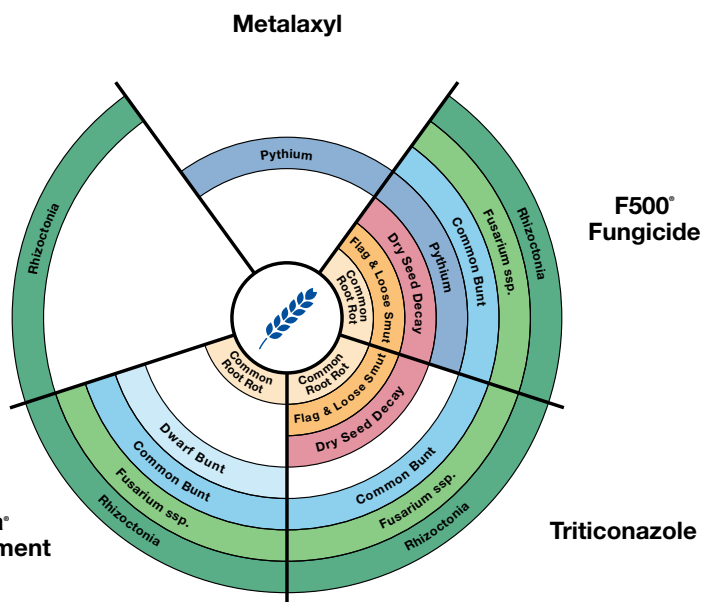 Metalaxyl
Pythium
Rhizoctonia
F500®
Fungicide
Rhizoctonia
Fusarium ssp.
Common Bunt
Pythium
Dry Seed Decay
Flag & Loose Smut
Common
Root Rot
Triticonazole
Common
Root Rot
Flag & Loose Smut
Dry Seed Decay
Common Bunt
Fusarium ssp.
Rhizoctonia
Common
Root Rot
Dwarf Bunt
Common Bunt
Fusarium ssp.
Rhizoctonia